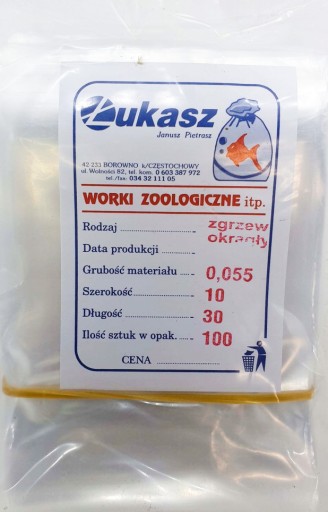 Łukasz
Janusz Pietrasz
42 233 BOROWNO k/CZĘSTOCHOWY
ul. Wolności 82, tel. kom. 0 603 387 972
tel./fax: 034 32 111 05
WORKI ZOOLOGICZNE itp.
Rodzaj ........ zgrzew okrągły
Data produkcji ........
Grubość materiału .... 0,055
Szerokość ........ 10
Długość ........ 30
Ilość sztuk w opak. .... 100
CENA ........